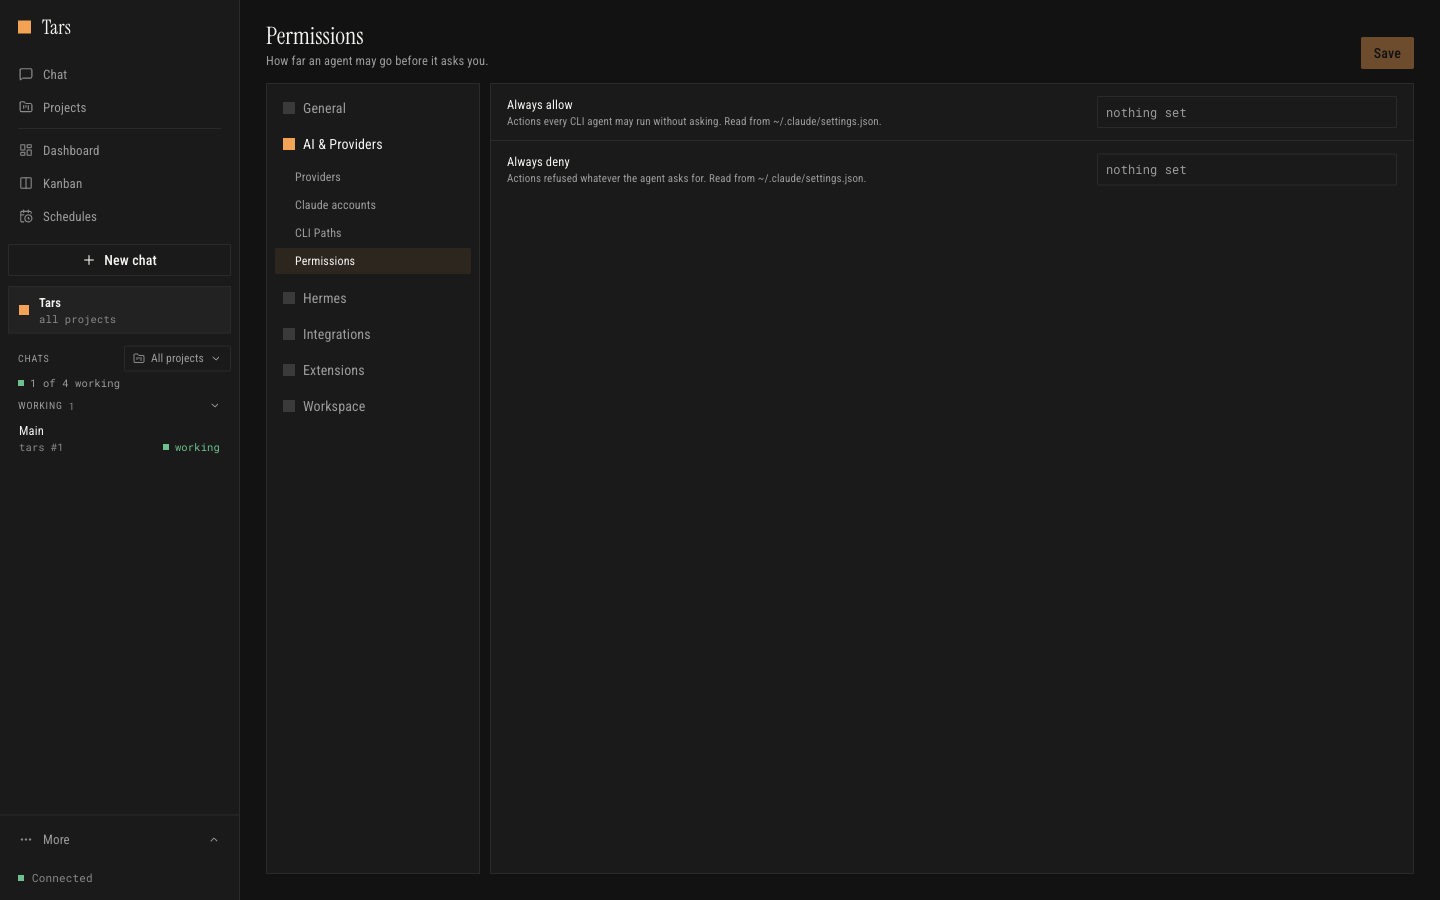 Tars
Chat
Projects
Dashboard
Kanban
Schedules
New chat
Tars
all projects
CHATS
All projects
1 of 4 working
WORKING 1
Main
tars #1
working
More
Connected
Permissions
How far an agent may go before it asks you.
Save
General
AI & Providers
Providers
Claude accounts
CLI Paths
Permissions
Hermes
Integrations
Extensions
Workspace
Always allow
Actions every CLI agent may run without asking. Read from ~/.claude/settings.json.
nothing set
Always deny
Actions refused whatever the agent asks for. Read from ~/.claude/settings.json.
nothing set